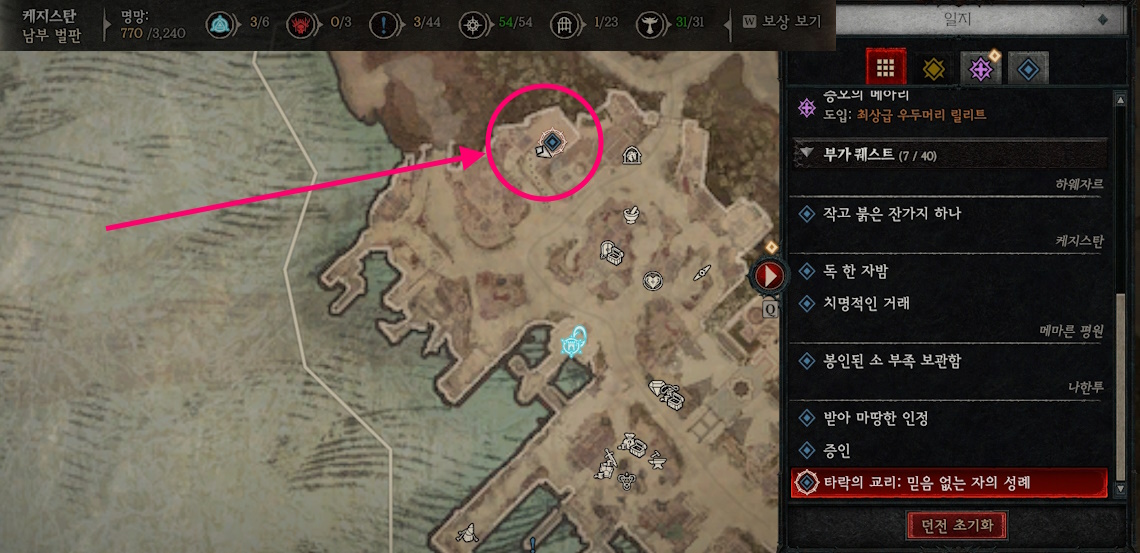 케지스탄
남부 벌판
명망:
770 /3,240
3/6
0/3
3/44
54/54
1/23
31/31
W 보상 보기
일지
증오의 메아리
도입: 최상급 우두머리 릴리트
부가 퀘스트 (7 / 40)
하웨자르
작고 붉은 잔가지 하나
케지스탄
독 한 자밤
치명적인 거래
메마른 평원
봉인된 소 부족 보관함
나한투
받아 마땅한 인정
증인
타락의 교리: 믿음 없는 자의 성례
던전 초기화
Q